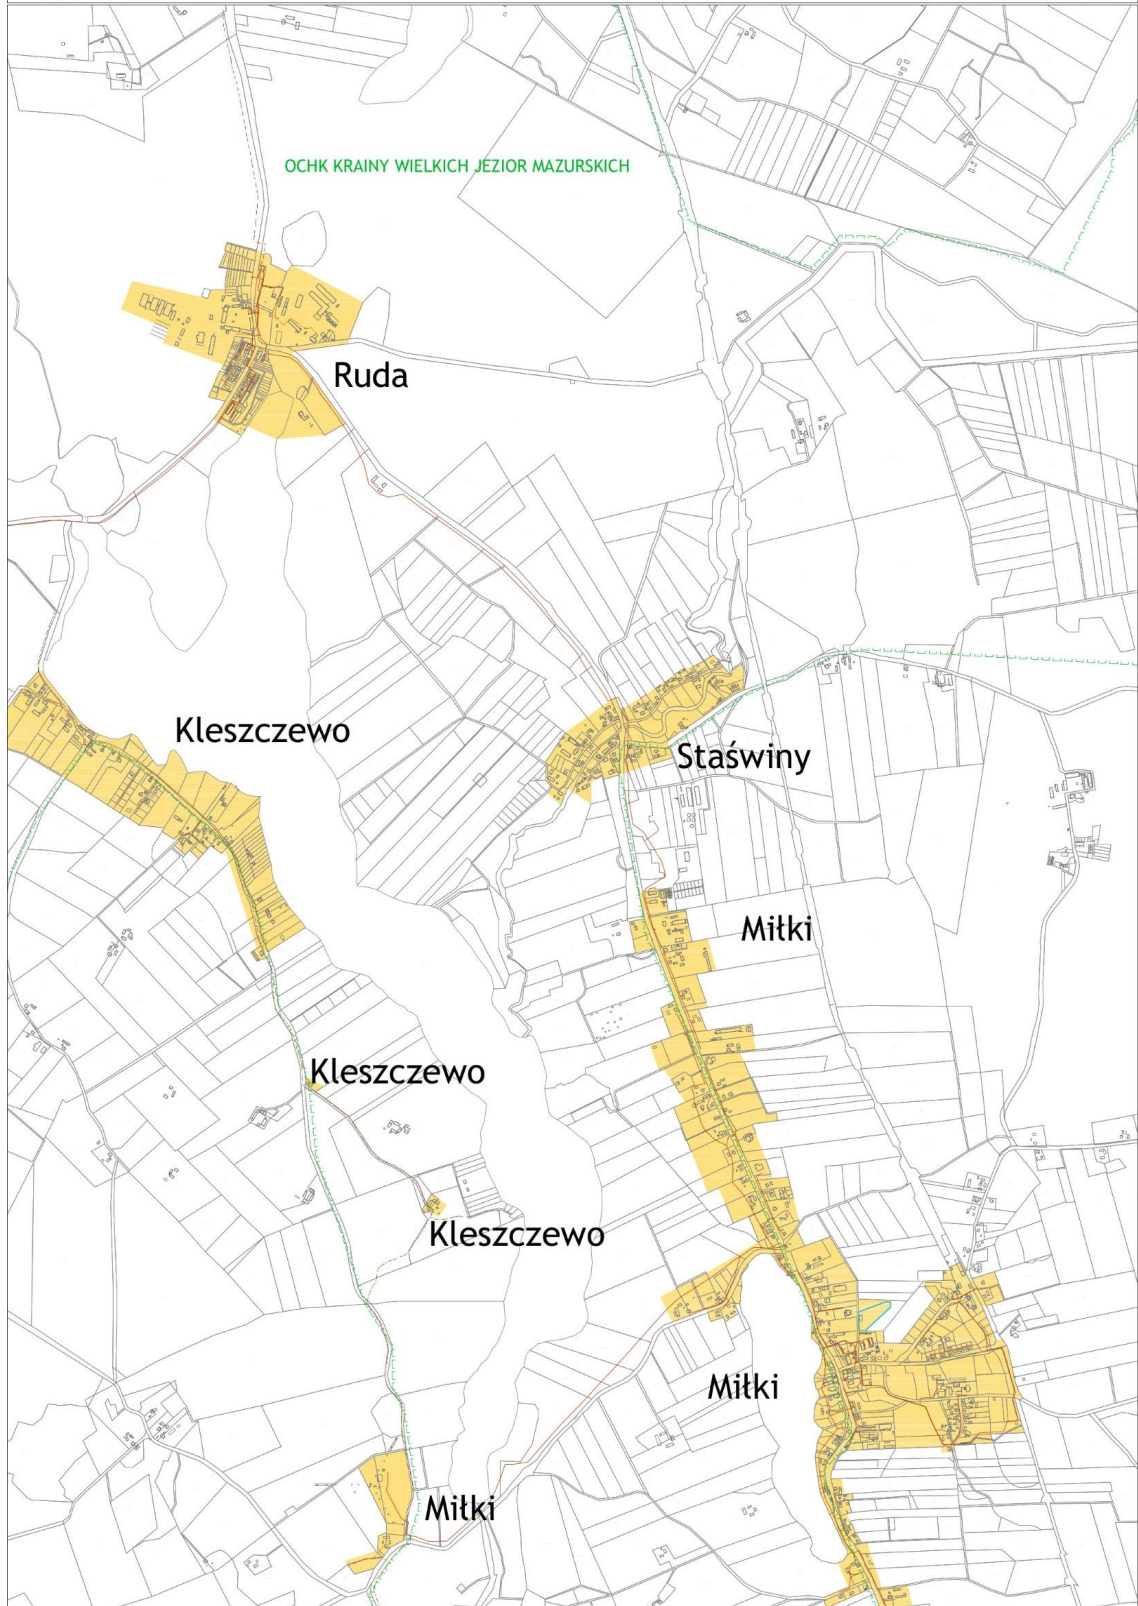 OCHK KRAINY WIELKICH JEZIOR MAZURSKICH
Ruda
Kleszczewo
Staświny
Miłki
Kleszczewo
Kleszczewo
Miłki
Miłki